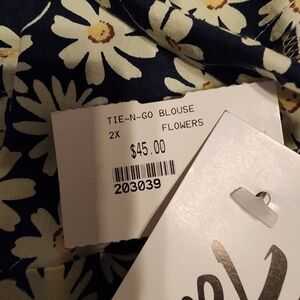 TIE-N-GO BLOUSE
2X FLOWERS
$45.00
203039